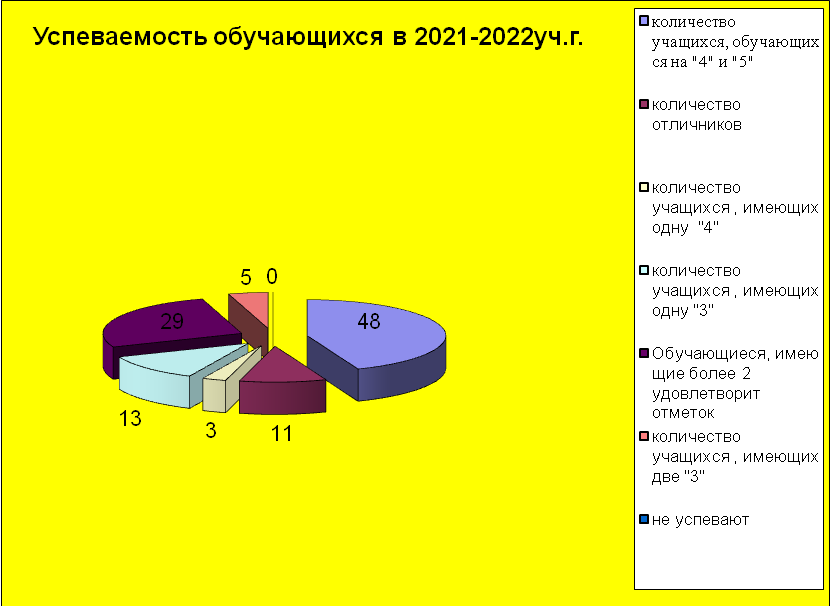 Успеваемость обучающихся в 2021-2022уч.г.
5
0
29
48
13
3
11
количество
учащихся, обучающих
ся на "4" и "5"
количество
отличников
количество
учащихся , имеющих
одну "4"
количество
учащихся , имеющих
одну "3"
Обучающиеся, имею
щие более 2
удовлетворит
отметок
количество
учащихся , имеющих
две "3"
не успевают